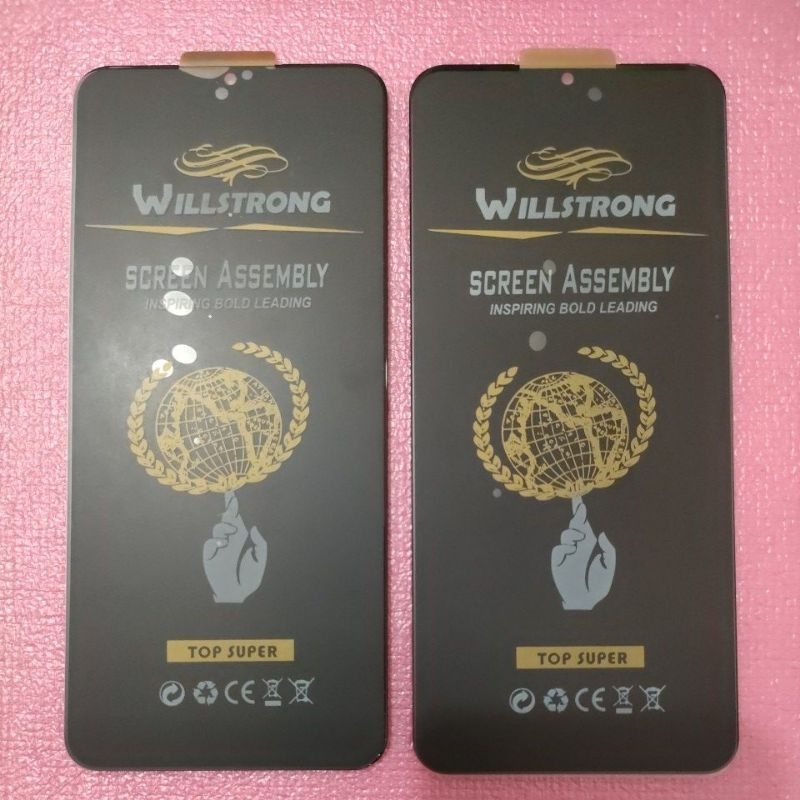 WILLSTRONG
SCREEN ASSEMBLY
INSPIRING BOLD LEADING
TOP SUPER
CE
WILLSTRONG
SCREEN ASSEMBLY
INSPIRING BOLD LEADING
TOP SUPER
CE